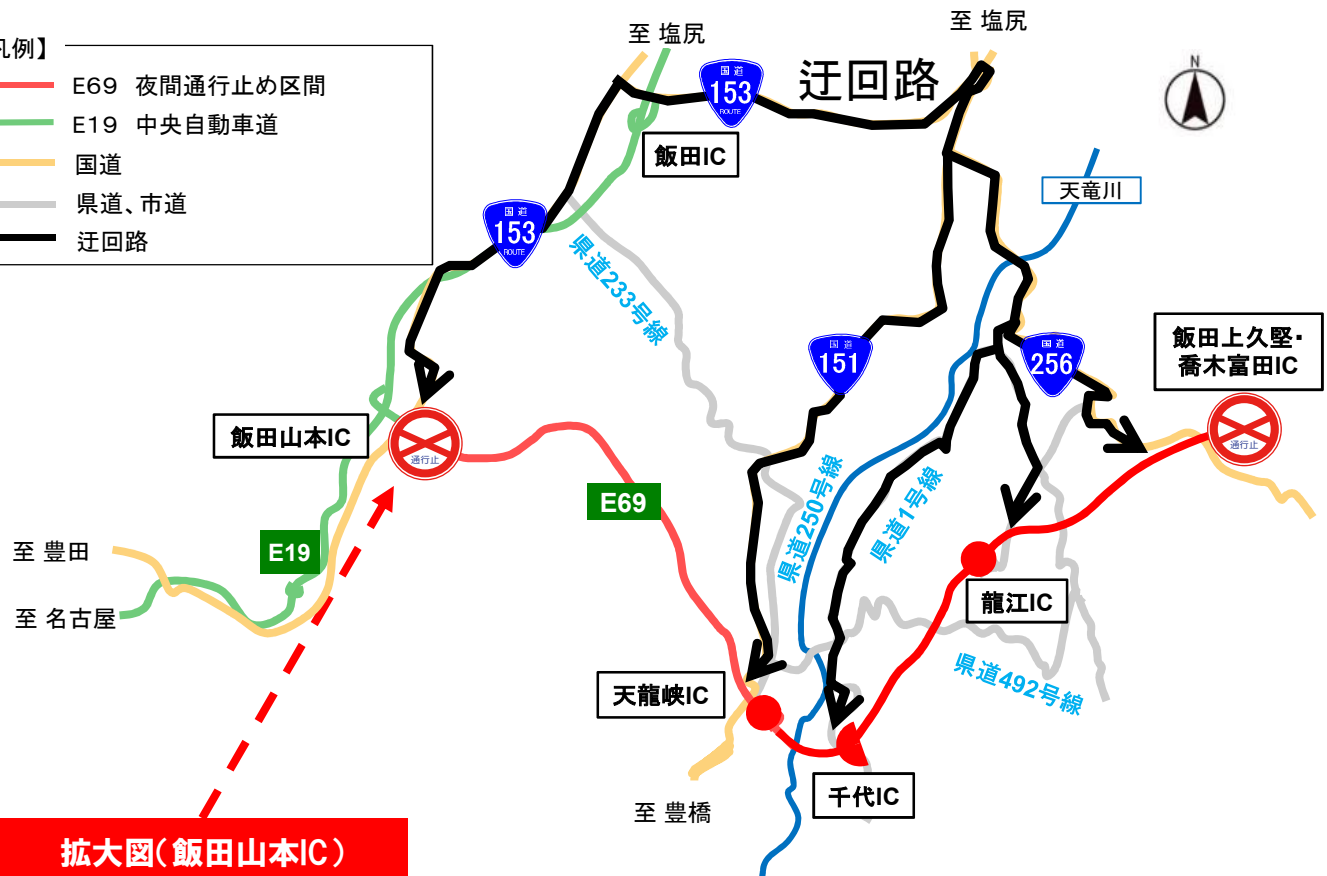 凡例】
E69 夜間通行止め区間
E19 中央自動車道
国道
県道、市道
迂回路
至 塩尻
至 塩尻
迂回路
N
国道
153
ROUTE
飯田IC
天竜川
国道
153
ROUTE
県道233号線
国道
151
国道
256
飯田上久堅・
喬木富田IC
通行止
飯田山本IC
通行止
E69
県道250号線
県道1号線
E19
至 豊田
至 名古屋
龍江IC
県道492号線
天龍峡IC
千代IC
至 豊橋
拡大図(飯田山本IC)